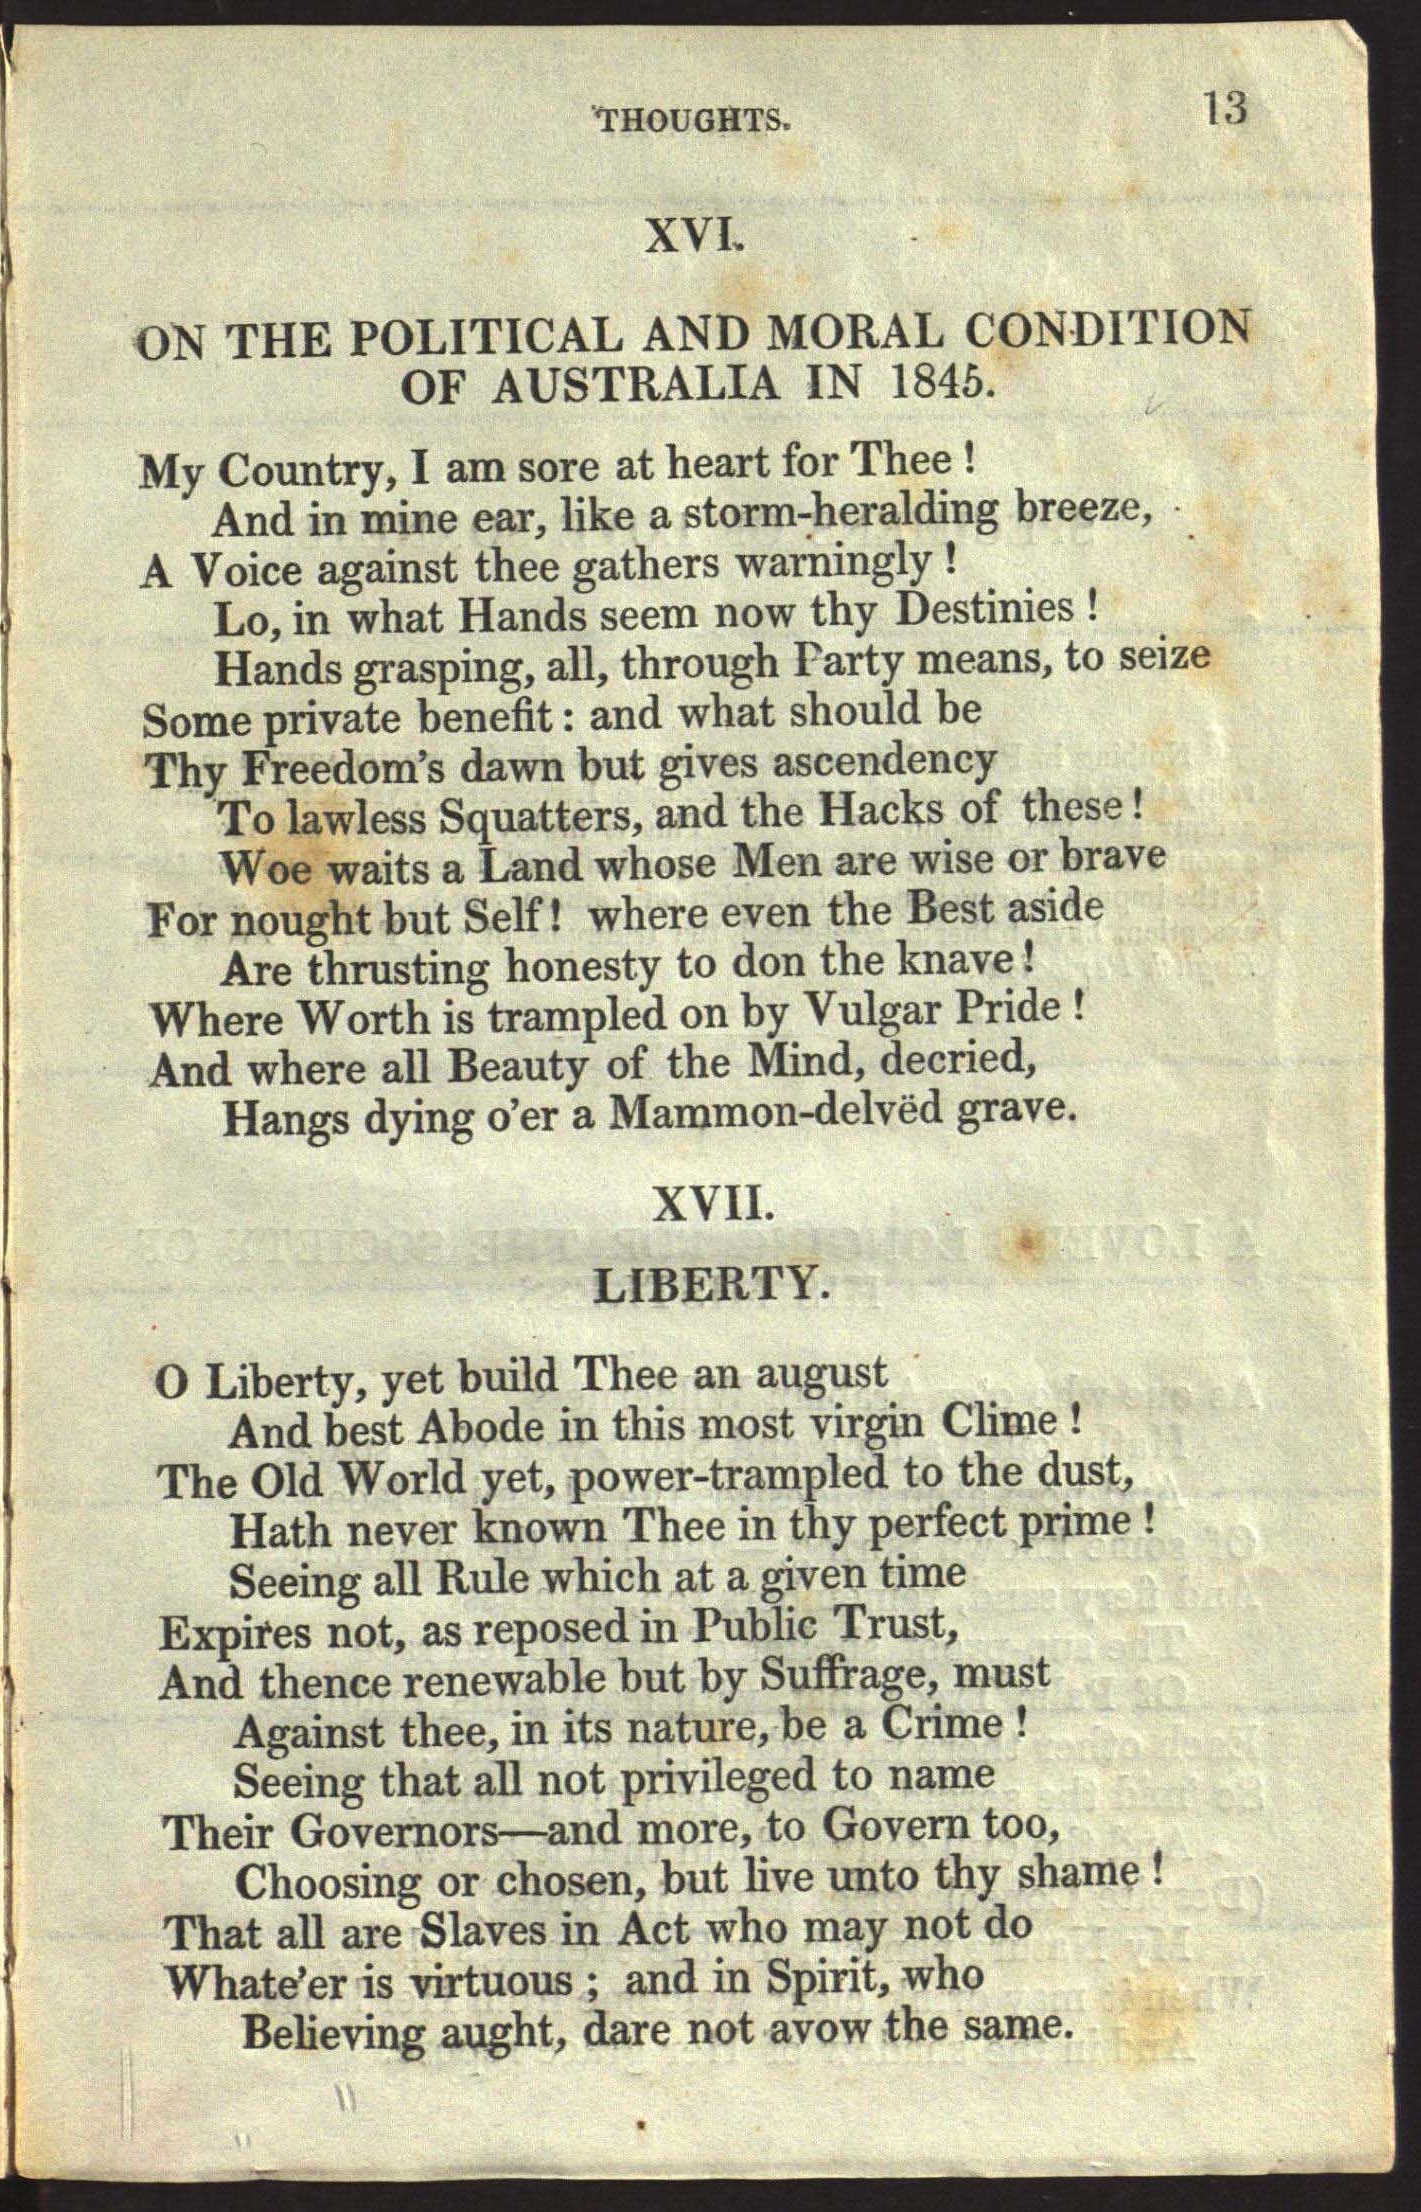 THOUGHTS.
13
XVI.
ON THE POLITICAL AND MORAL CONDITION
OF AUSTRALIA IN 1845.
My Country, I am sore at heart for Thee!
And in mine ear, like a storm-heralding breeze,
A Voice against thee gathers warningly!
Lo, in what Hands seem now thy Destinies!
Hands grasping, all, through Party means, to seize
Some private benefit: and what should be
Thy Freedom's dawn but gives ascendency
To lawless Squatters, and the Hacks of these!
Woe waits a Land whose Men are wise or brave
For nought but Self! where even the Best aside
Are thrusting honesty to don the knave!
Where Worth is trampled on by Vulgar Pride!
And where all Beauty of the Mind, decried,
Hangs dying o'er a Mammon-delvëd grave.
XVII.
LIBERTY.
O Liberty, yet build Thee an august
And best Abode in this most virgin Clime!
The Old World yet, power-trampled to the dust,
Hath never known Thee in thy perfect prime!
Seeing all Rule which at a given time
Expires not, as reposed in Public Trust,
And thence renewable but by Suffrage, must
Against thee, in its nature, be a Crime!
Seeing that all not privileged to name
Their Governors—and more, to Govern too,
Choosing or chosen, but live unto thy shame!
That all are Slaves in Act who may not do
Whate'er is virtuous; and in Spirit, who
Believing aught, dare not avow the same.